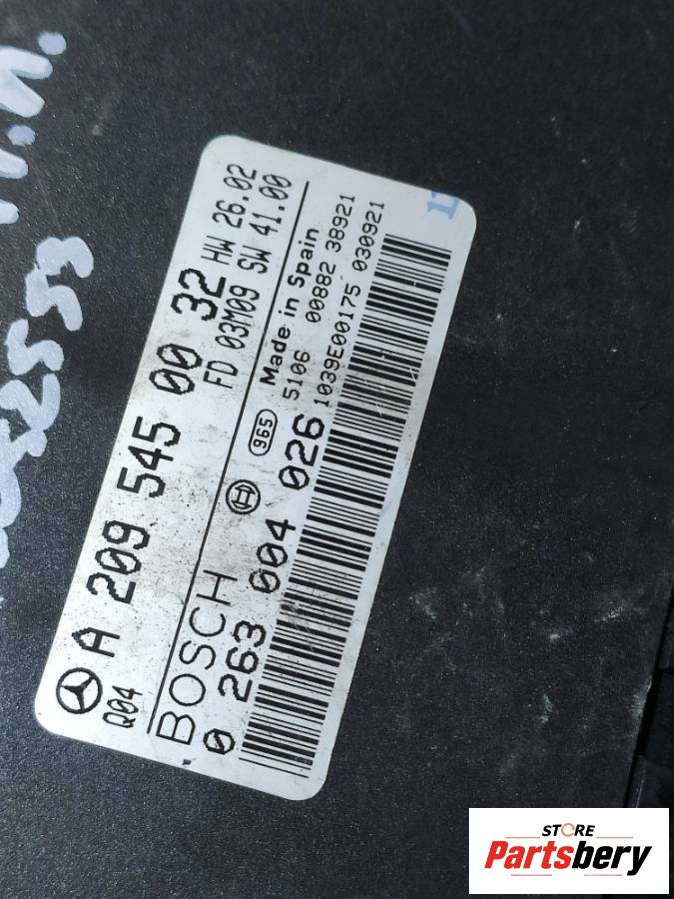 A 209 545 00 32 HW 26.02
Q04 FD 03M09 SW 41.00
BOSCH 965 Made in Spain
5106 00882 38921
0 263 004 026 1039E00175 030921
STORE
Partsbery